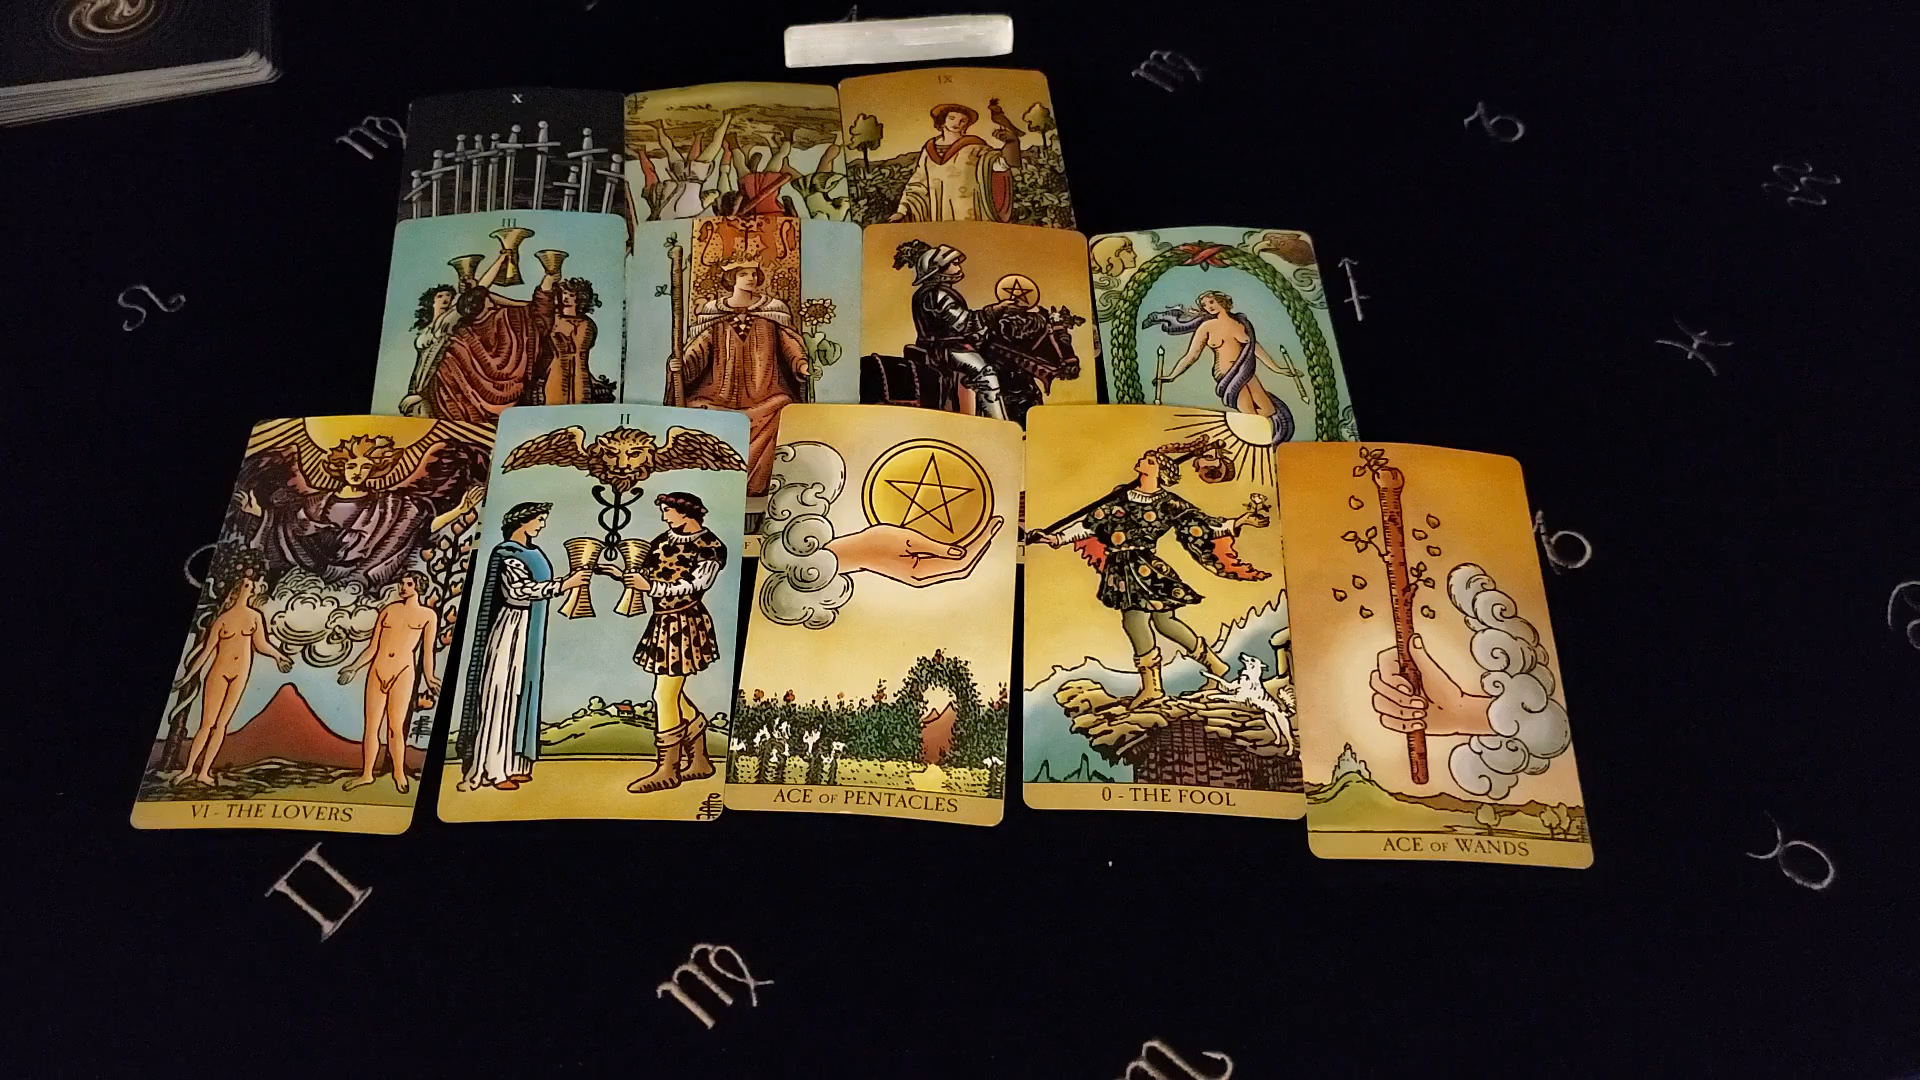 X
IX
III
II
VI - THE LOVERS
ACE OF PENTACLES
0 - THE FOOL
ACE OF WANDS